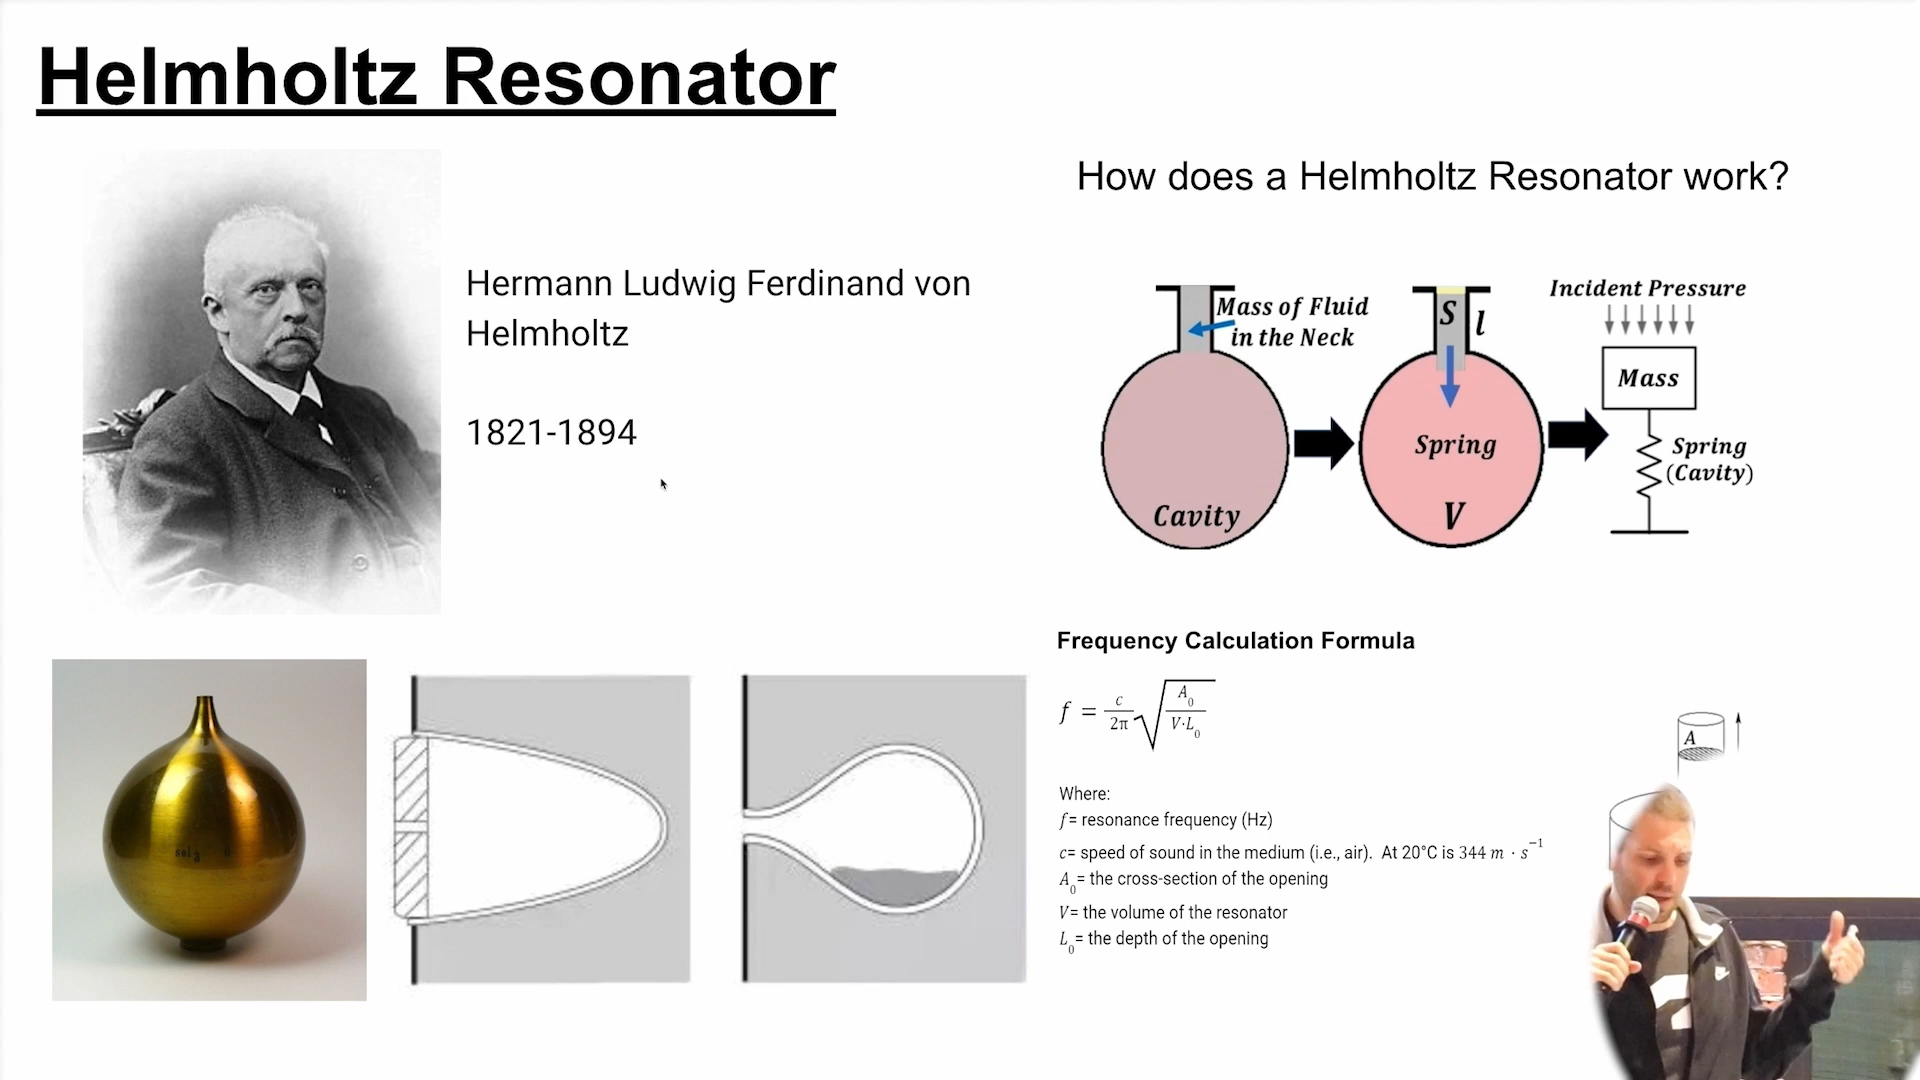 Helmholtz Resonator
Hermann Ludwig Ferdinand von
Helmholtz
1821-1894
How does a Helmholtz Resonator work?
Mass of Fluid
in the Neck
Cavity
S
l
Spring
V
Incident Pressure
Mass
Spring
(Cavity)
Frequency Calculation Formula
f = c/2π √(A₀/V·L₀)
Where:
f= resonance frequency (Hz)
c= speed of sound in the medium (i.e., air). At 20°C is 344 m · s⁻¹
A₀= the cross-section of the opening
V= the volume of the resonator
L₀= the depth of the opening
A